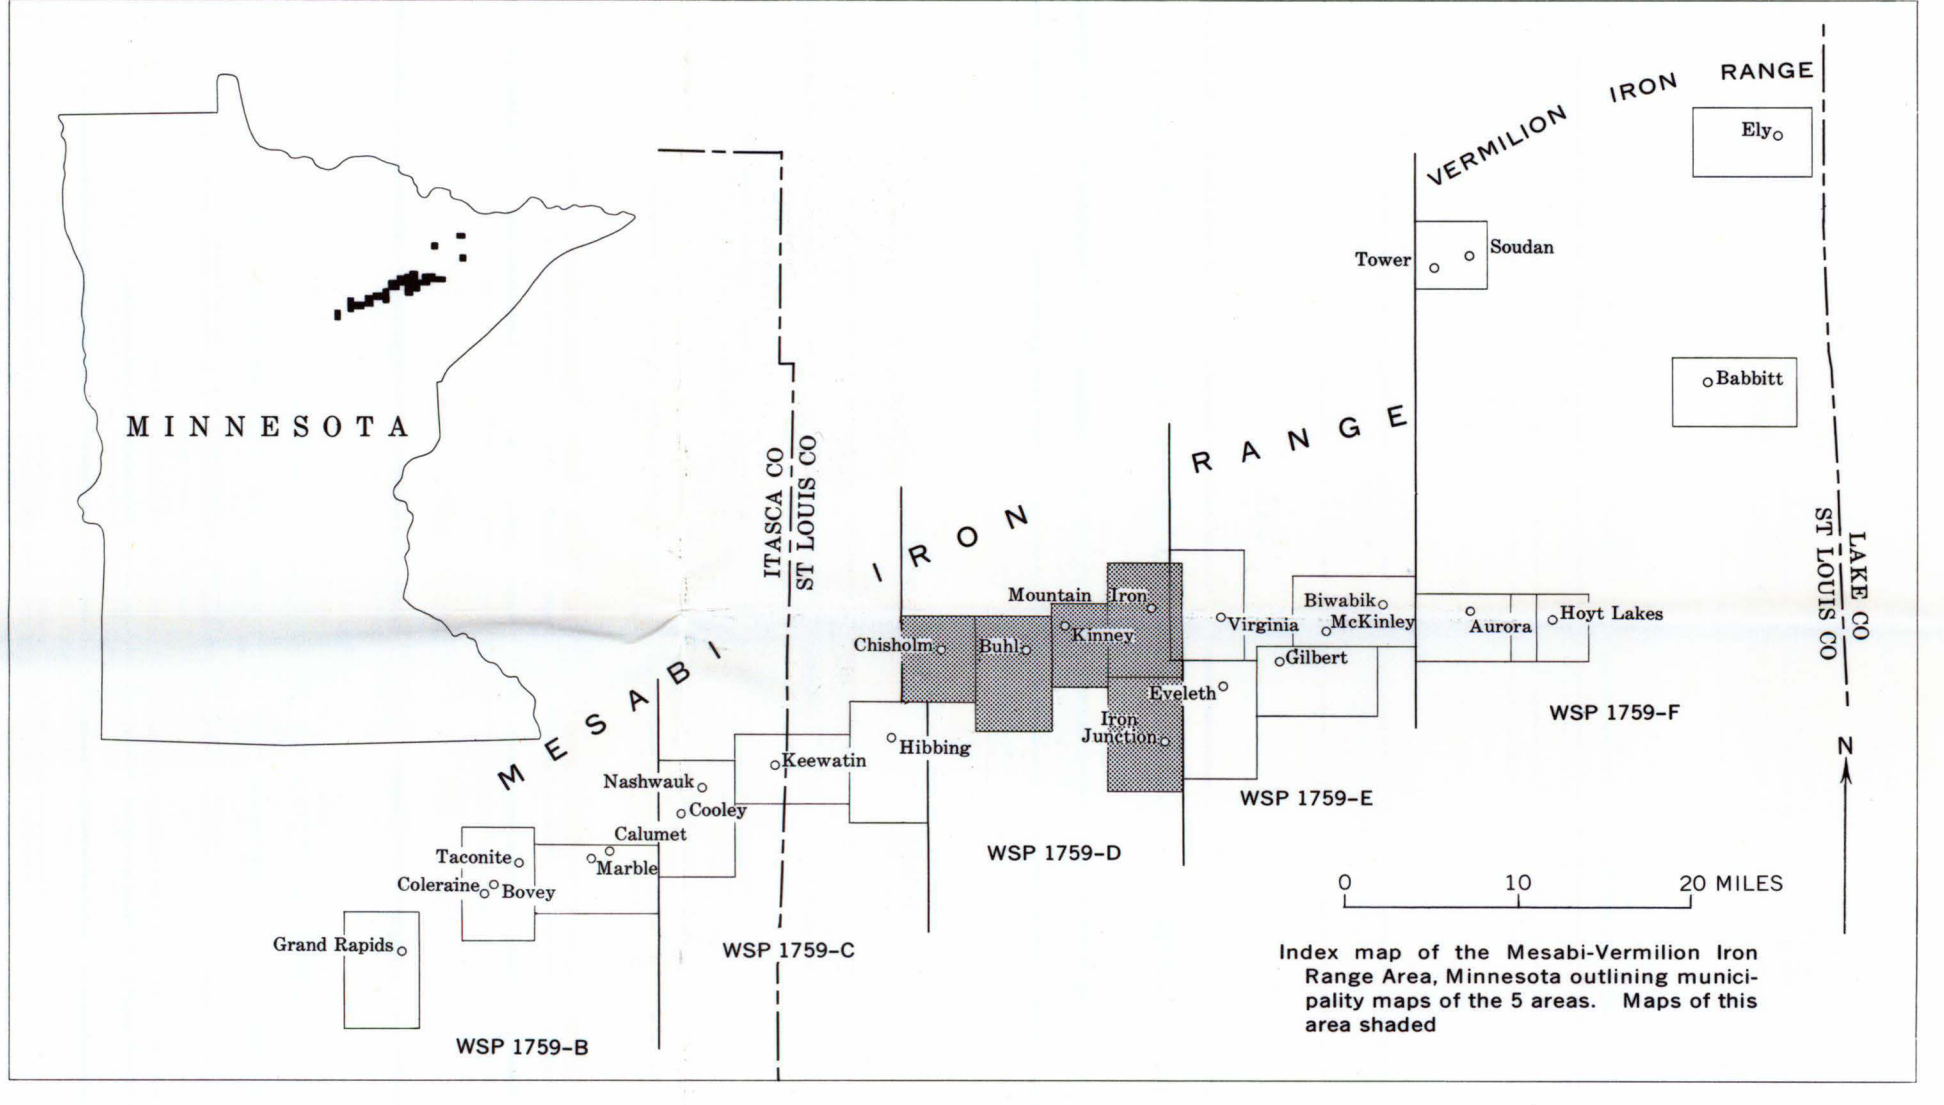 VERMILION IRON RANGE
Ely
Tower
Soudan
Babbitt
MINNESOTA
MESABI IRON RANGE
ITASCA CO
ST LOUIS CO
ST LOUIS CO
LAKE CO
Mountain Iron
Kinney
Chisholm
Buhl
Biwabik
McKinley
Virginia
Gilbert
Aurora
Hoyt Lakes
Eveleth
Iron
Junction
WSP 1759-F
N
Hibbing
Keewatin
Nashwauk
Cooley
WSP 1759-E
Calumet
Marble
Taconite
Coleraine
Bovey
WSP 1759-D
Grand Rapids
WSP 1759-C
WSP 1759-B
0 10 20 MILES
Index map of the Mesabi-Vermilion Iron
Range Area, Minnesota outlining munici-
pality maps of the 5 areas. Maps of this
area shaded